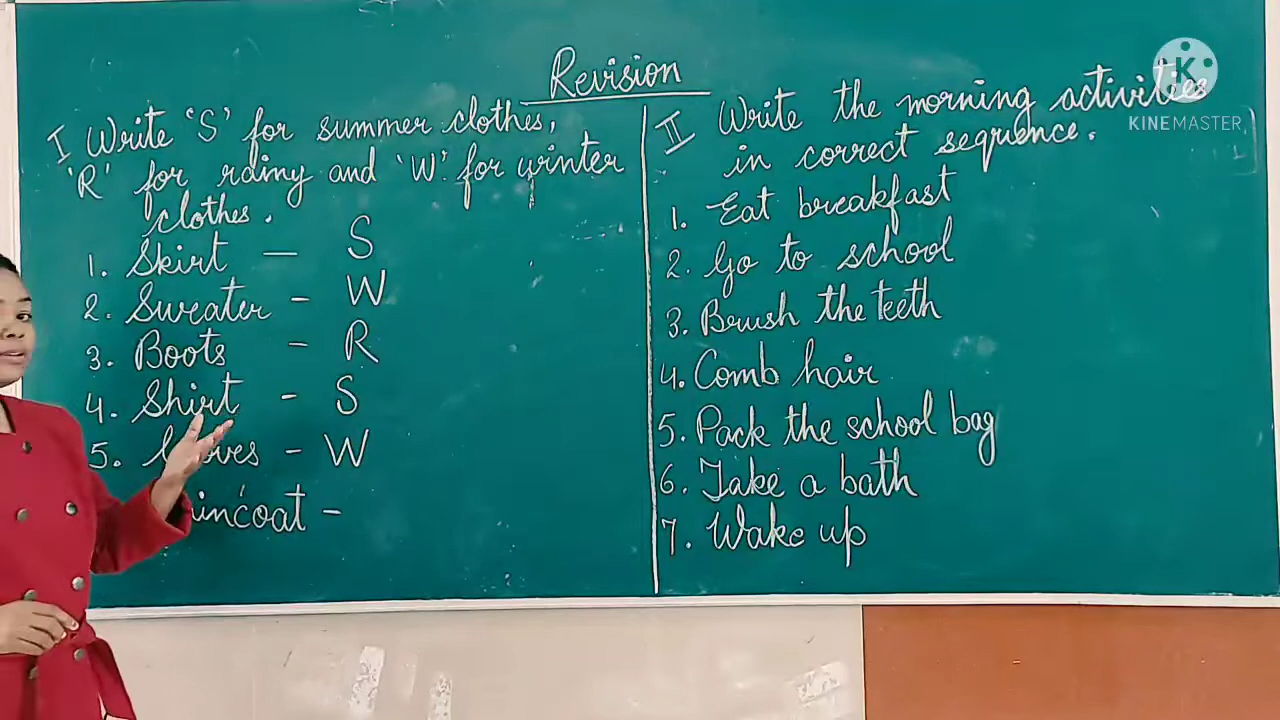 Revision
I Write 'S' for summer clothes,
'R' for rainy and 'W' for winter
clothes.
1. Skirt — S
2. Sweater - W
3. Boots - R
4. Shirt - S
5. - W
incoat -
II Write the morning activities
in correct sequence.
1. Eat breakfast
2. Go to school
3. Brush the teeth
4. Comb hair
5. Pack the school bag
6. Take a bath
7. Wake up
K
KINEMASTER